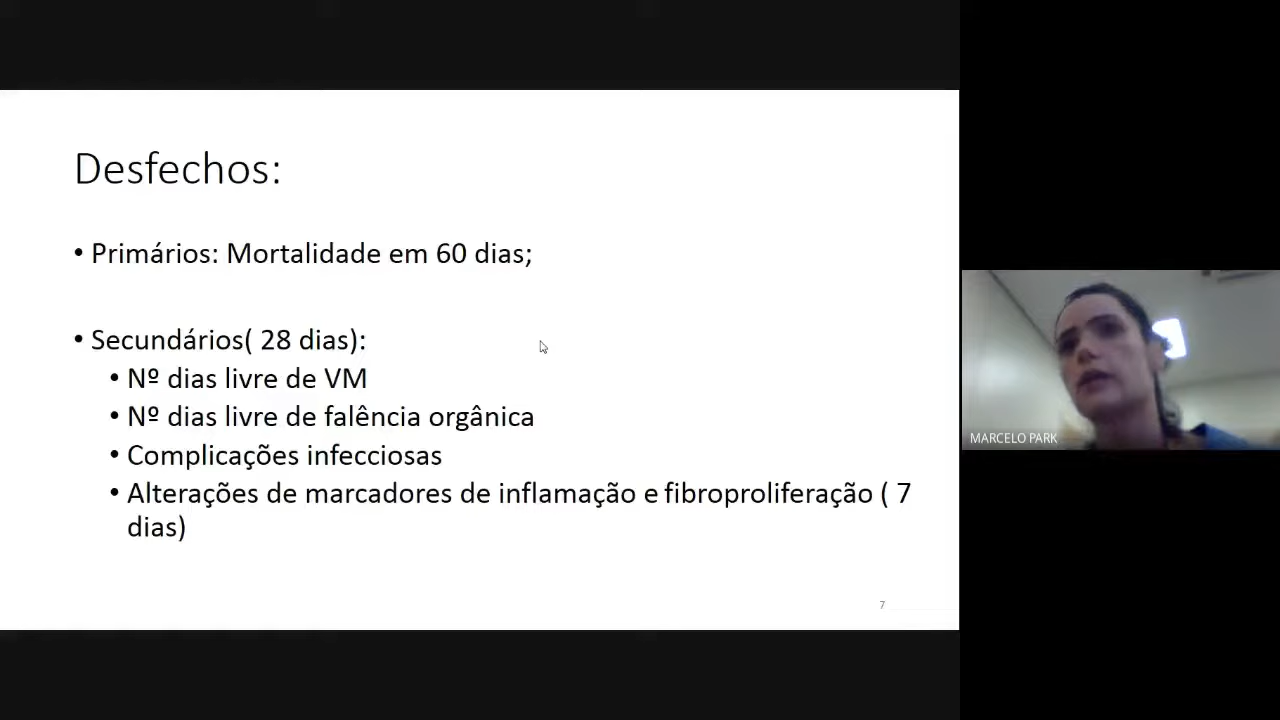 Desfechos:
• Primários: Mortalidade em 60 dias;
• Secundários( 28 dias):
• Nº dias livre de VM
• Nº dias livre de falência orgânica
• Complicações infecciosas
• Alterações de marcadores de inflamação e fibroproliferação ( 7
dias)
7
MARCELO PARK